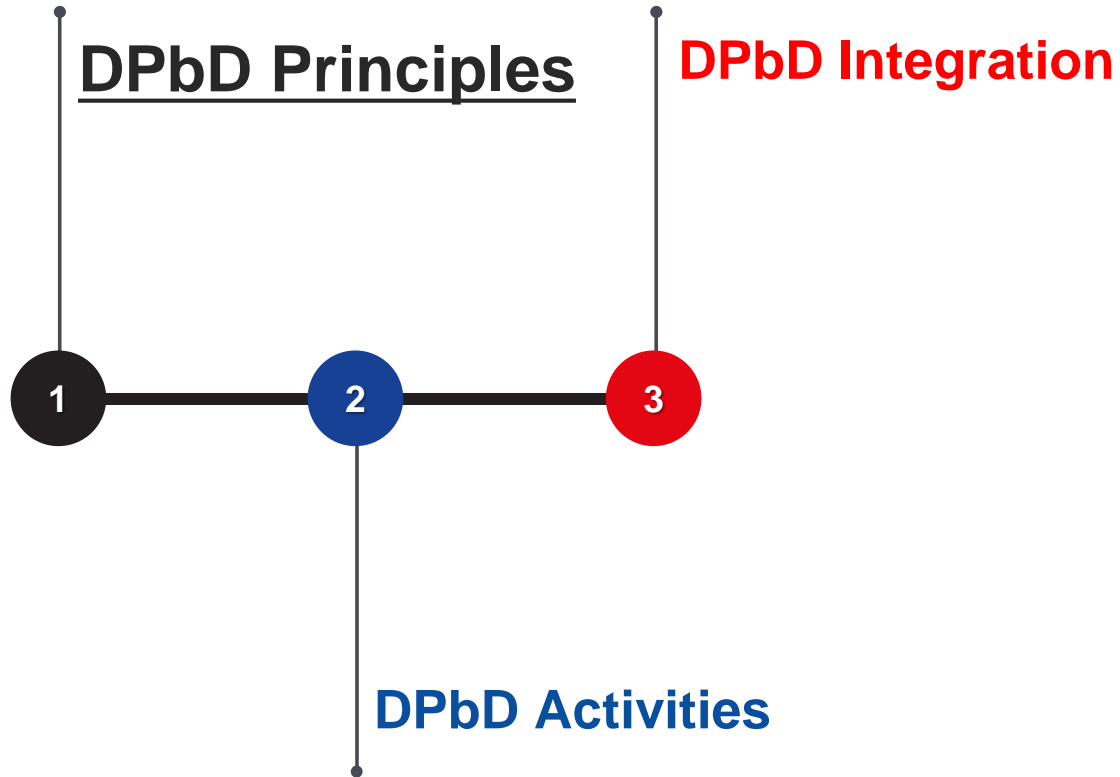 DPbD Principles
DPbD Integration
1
2
3
DPbD Activities